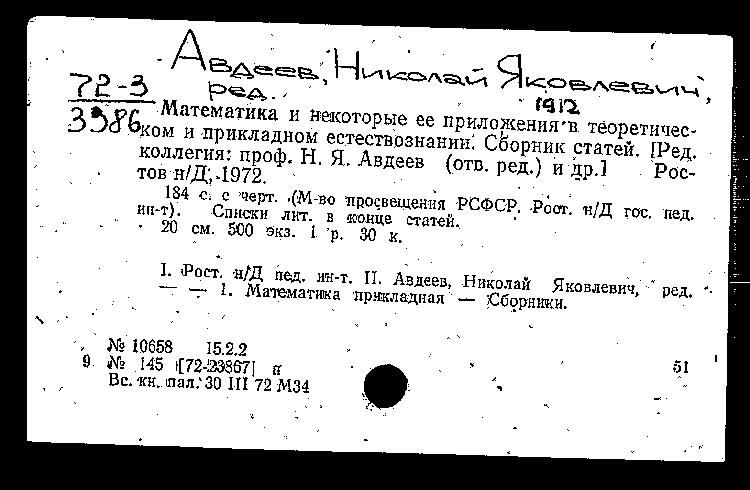 Авдеев, Николай Яковлевич,
72-3 ред. 1912
3386
Математика и некоторые ее приложения в теоретичес-
ком и прикладном естествознании. Сборник статей. [Ред.
коллегия: проф. Н. Я. Авдеев (отв. ред.) и др.] Рос-
тов н/Д, 1972.
184 с. с черт. (М-во просвещения РСФСР. Рост. н/Д гос. пед.
ин-т). Списки лит. в конце статей.
20 см. 500 экз. 1 р. 30 к.
I. Рост. н/Д пед. ин-т. II. Авдеев, Николай Яковлевич, ред.
— — 1. Математика прикладная — Сборники.
№ 10658 15.2.2
9 № 145 [72-23867] п 51
Вс. кн. пал. 30 III 72 М34